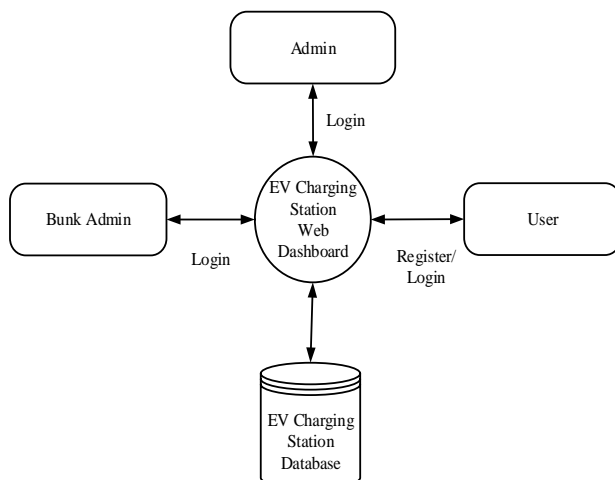 Admin
Login
EV Charging
Station
Web
Dashboard
Bunk Admin
Login
User
Register/
Login
EV Charging
Station
Database